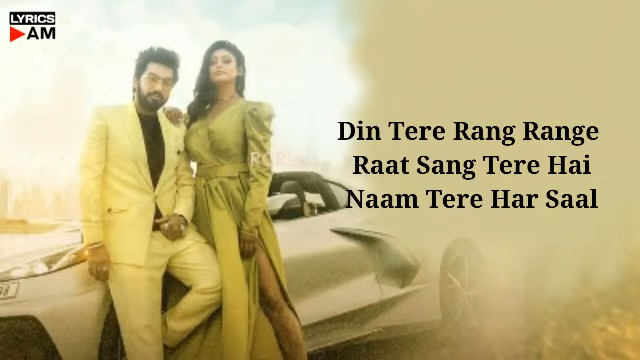 LYRICS
AM
Din Tere Rang Range
Raat Sang Tere Hai
Naam Tere Har Saal